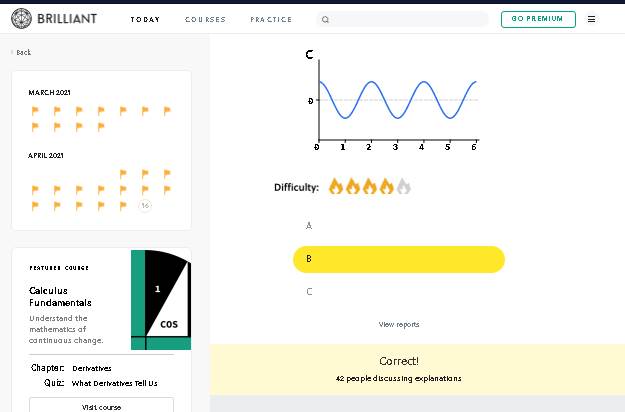 BRILLIANT
TODAY
COURSES
PRACTICE
GO PREMIUM
Back
MARCH 2021
APRIL 2021
16
FEATURED COURSE
Calculus
Fundamentals
Understand the
mathematics of
continuous change.
1
COS
Chapter: Derivatives
Quiz: What Derivatives Tell Us
Visit course
C
0
0 1 2 3 4 5 6
Difficulty:
A
B
C
View reports
Correct!
42 people discussing explanations